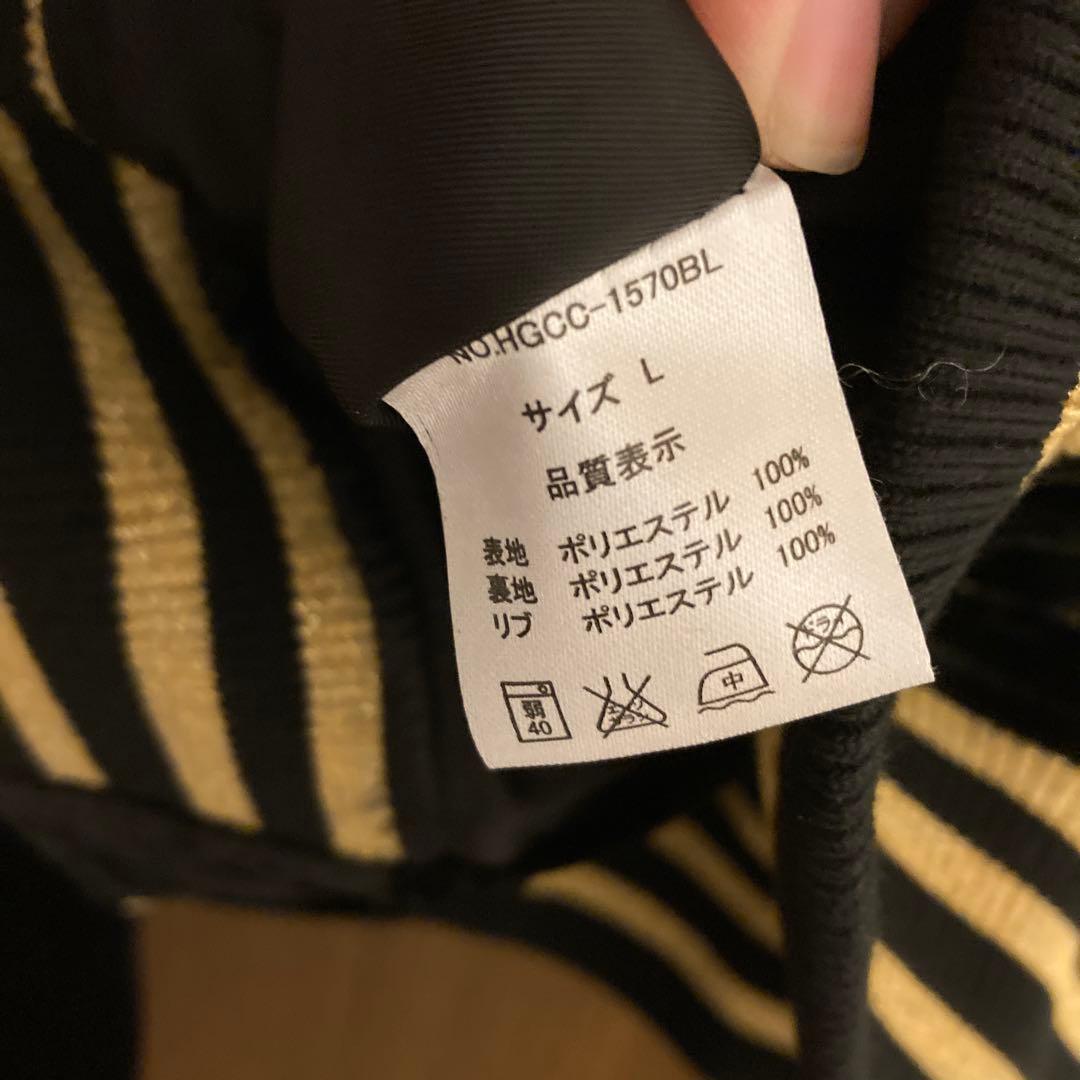 NO.HGCC-1570BL
サイズ L
品質表示
表地 ポリエステル 100%
裏地 ポリエステル 100%
リブ ポリエステル 100%
弱
40
中
ドライ